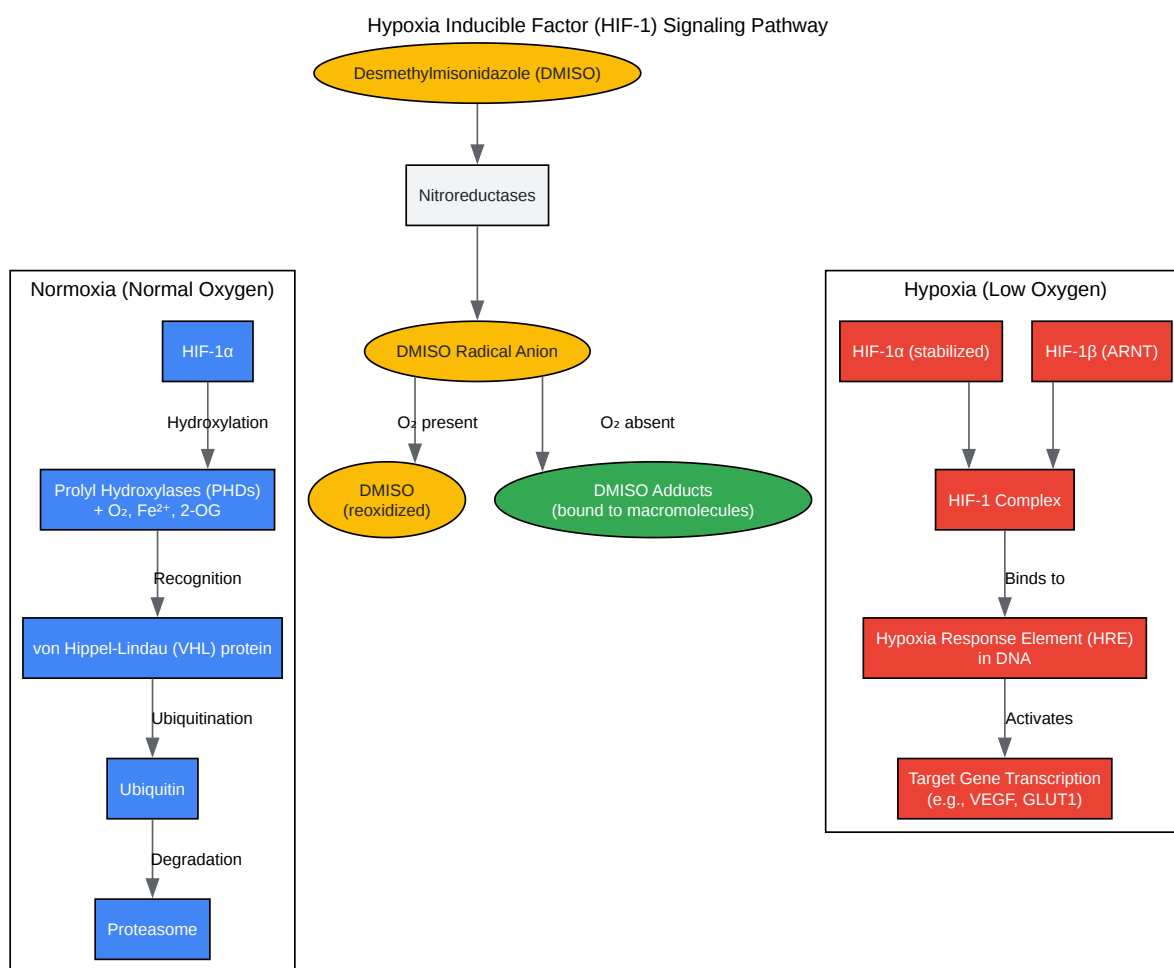 Hypoxia Inducible Factor (HIF-1) Signaling Pathway
Desmethylmisonidazole (DMISO)
Nitroreductases
DMISO Radical Anion
O₂ present
O₂ absent
DMISO
(reoxidized)
DMISO Adducts
(bound to macromolecules)
Normoxia (Normal Oxygen)
HIF-1α
Hydroxylation
Prolyl Hydroxylases (PHDs)
+ O₂, Fe²⁺, 2-OG
Recognition
von Hippel-Lindau (VHL) protein
Ubiquitination
Ubiquitin
Degradation
Proteasome
Hypoxia (Low Oxygen)
HIF-1α (stabilized)
HIF-1β (ARNT)
HIF-1 Complex
Binds to
Hypoxia Response Element (HRE)
in DNA
Activates
Target Gene Transcription
(e.g., VEGF, GLUT1)